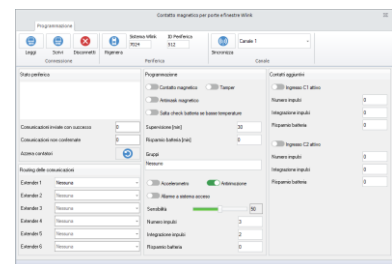 Contatto magnetico per porte e finestre Wlink
Programmazione
Leggi
Scrivi
Disconnetti
Rigenera
Sistema Wlink
7024
ID Periferica
512
Sincronizza
Canale 1
Connessione
Periferica
Canale
Stato periferica
Comunicazioni inviate con successo 0
Comunicazioni non confermate 0
Azzera contatori
Routing delle comunicazioni
Extender 1 Nessuno
Extender 2 Nessuno
Extender 3 Nessuno
Extender 4 Nessuno
Extender 5 Nessuno
Extender 6 Nessuno
Programmazione
Contatto magnetico Tamper
Antimask magnetico
Salta check batteria se bassa temperatura
Supervisione [min] 30
Risparmio batteria [min] 0
Gruppi
Nessuno
Accelerometro Antirimozione
Allarme a sistema acceso
Sensibilità 50
Numero impulsi 3
Integrazione impulsi 2
Risparmio batteria 0
Contatti aggiuntivi
Ingresso C1 attivo
Numero impulsi 0
Integrazione impulsi 0
Risparmio batteria 0
Ingresso C2 attivo
Numero impulsi 0
Integrazione impulsi 0
Risparmio batteria 0